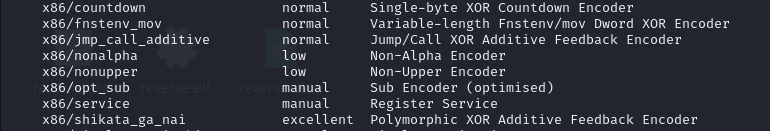 x86/countdown normal Single-byte XOR Countdown Encoder
x86/fnstenv_mov normal Variable-length Fnstenv/mov Dword XOR Encoder
x86/jmp_call_additive normal Jump/Call XOR Additive Feedback Encoder
x86/nonalpha low Non-Alpha Encoder
x86/nonupper low Non-Upper Encoder
x86/opt_sub manual Sub Encoder (optimised)
x86/service manual Register Service
x86/shikata_ga_nai excellent Polymorphic XOR Additive Feedback Encoder
reverse.elf